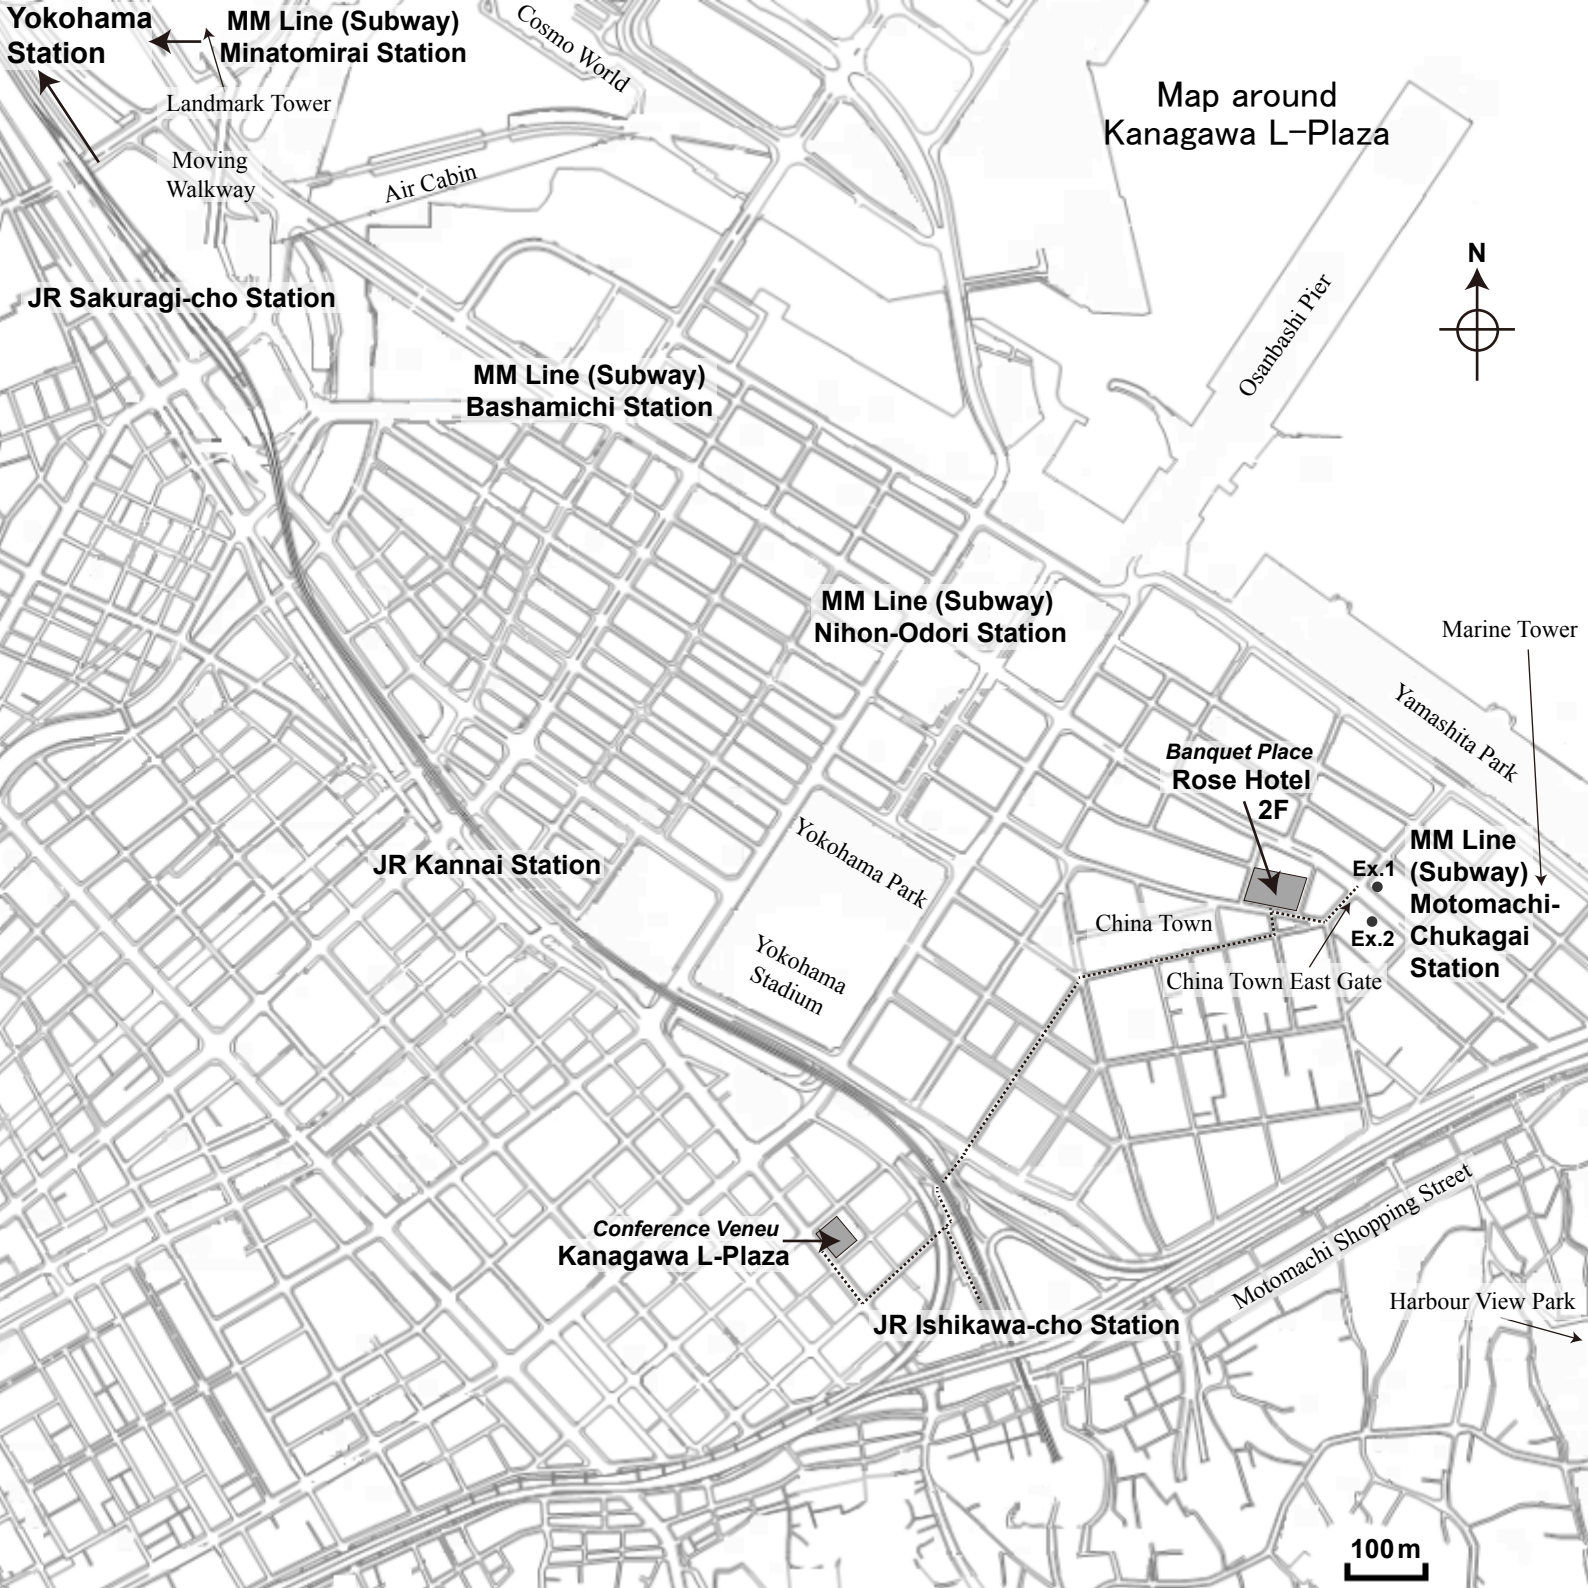 Yokohama
Station
MM Line (Subway)
Minatomirai Station
Cosmo World
Landmark Tower
Map around
Kanagawa L-Plaza
Moving
Walkway
Air Cabin
N
JR Sakuragi-cho Station
Osanbashi Pier
MM Line (Subway)
Bashamichi Station
MM Line (Subway)
Nihon-Odori Station
Marine Tower
Yamashita Park
Banquet Place
Rose Hotel
2F
Yokohama Park
JR Kannai Station
Ex.1
MM Line
(Subway)
Motomachi-
Chukagai
Station
China Town
Ex.2
Yokohama
Stadium
China Town East Gate
Conference Veneu
Kanagawa L-Plaza
Motomachi Shopping Street
Harbour View Park
JR Ishikawa-cho Station
100m